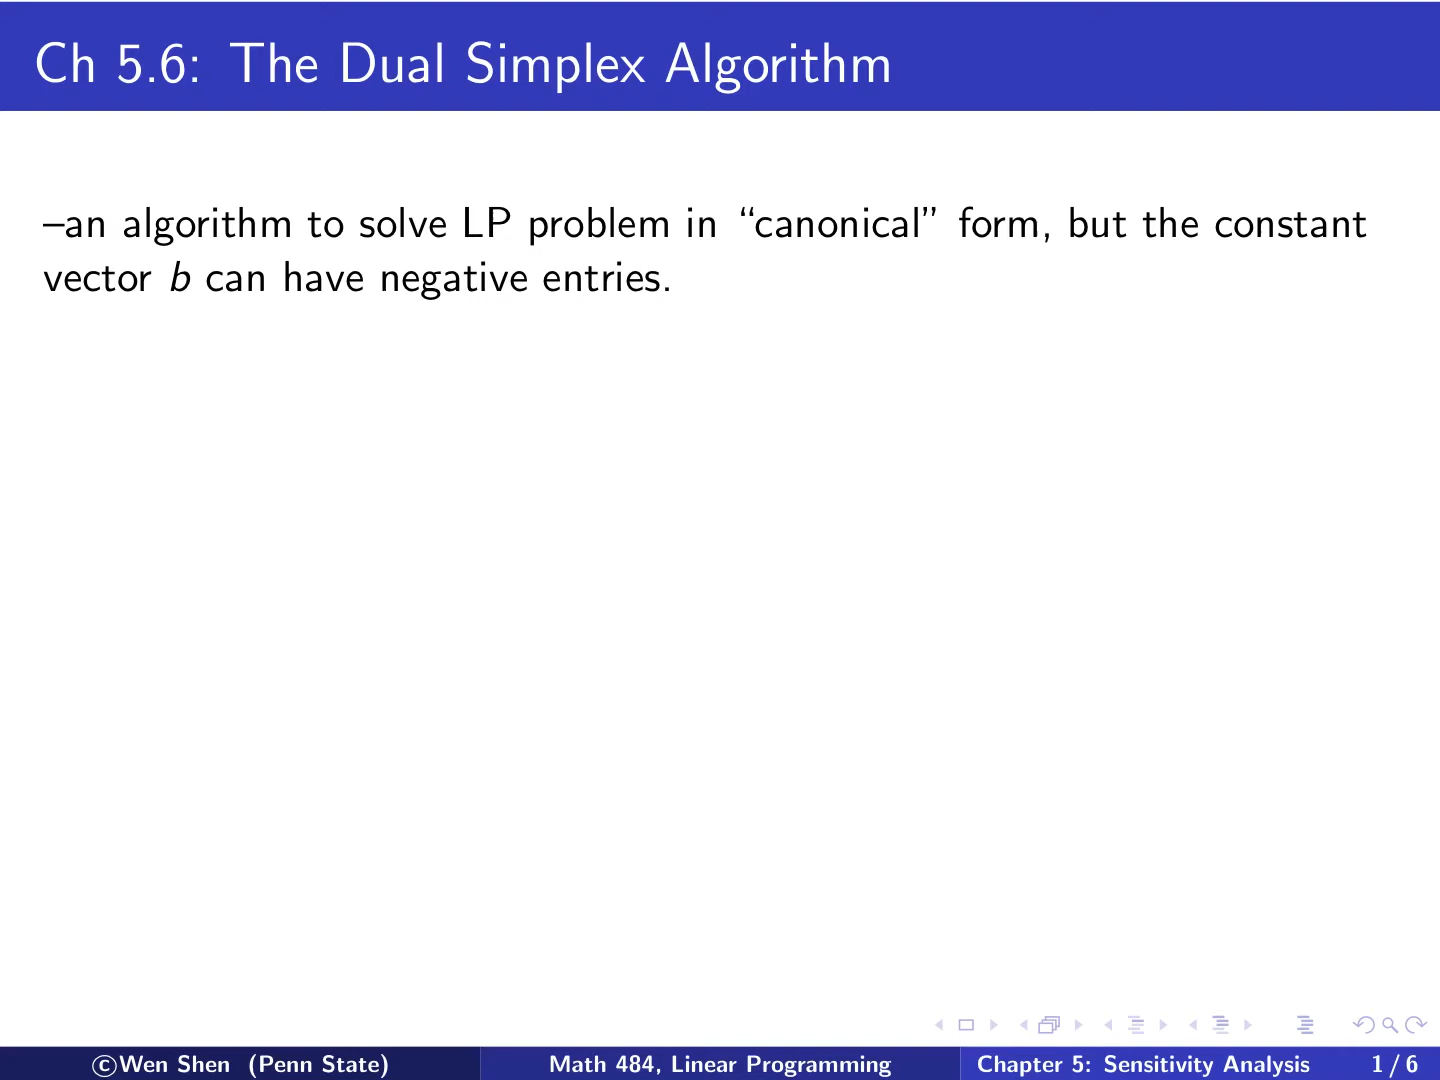 Ch 5.6: The Dual Simplex Algorithm
–an algorithm to solve LP problem in “canonical” form, but the constant
vector b can have negative entries.
©Wen Shen (Penn State)
Math 484, Linear Programming
Chapter 5: Sensitivity Analysis
1 / 6